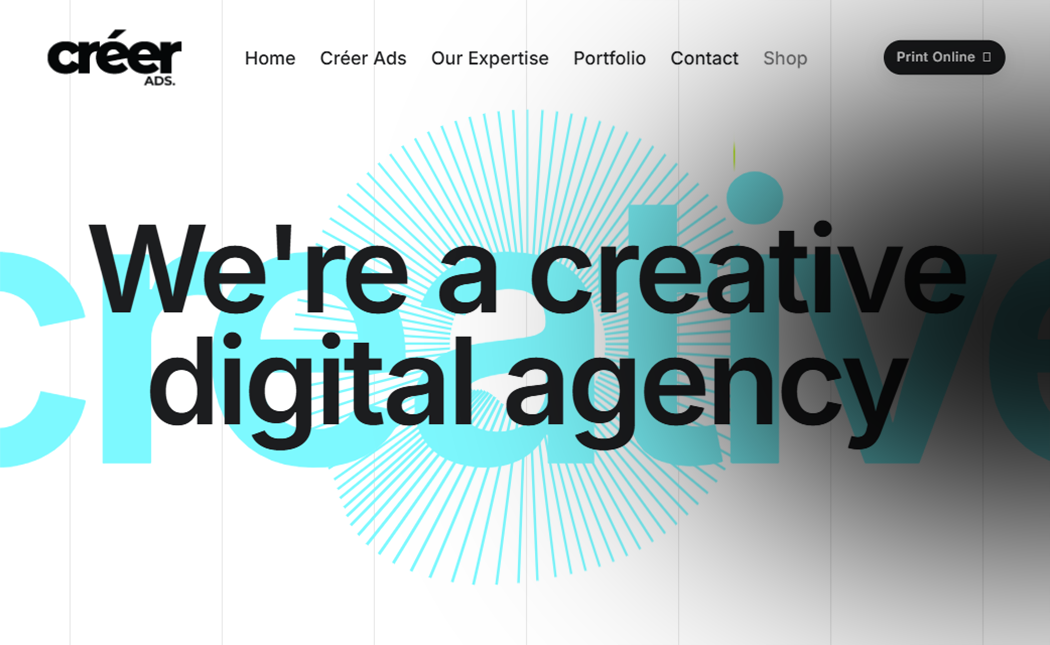 créer
ADS.
Home Créer Ads Our Expertise Portfolio Contact Shop
Print Online
creative
We're a creative
digital agency